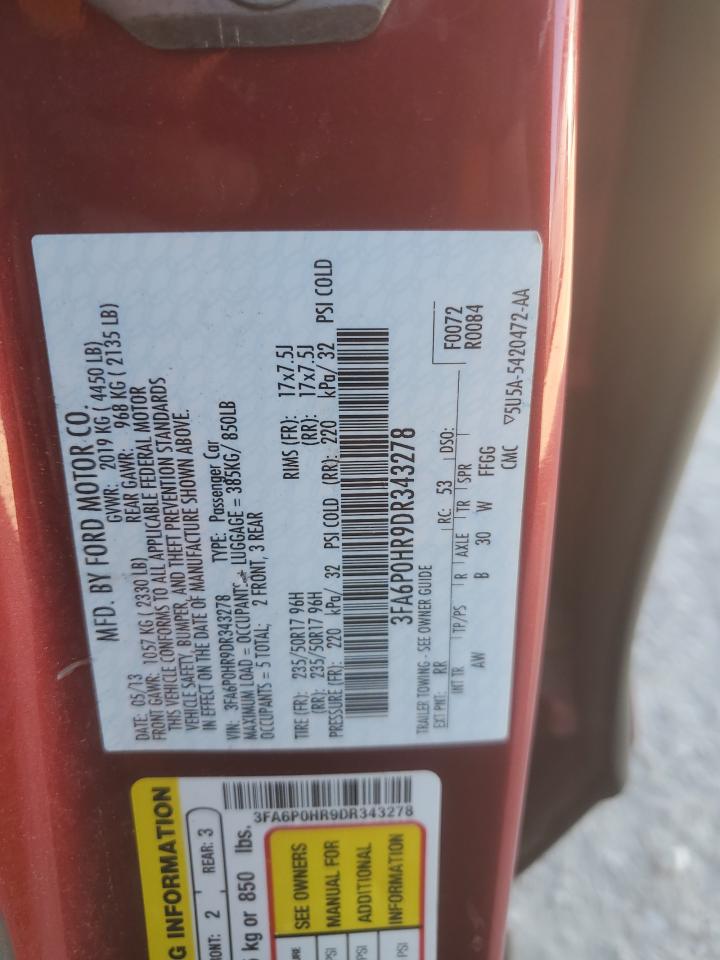 MFD. BY FORD MOTOR CO.
DATE: 05/13 GVWR: 2019 KG ( 4450 LB)
FRONT GAWR: 1057 KG ( 2330 LB) REAR GAWR: 968 KG ( 2135 LB)
THIS VEHICLE CONFORMS TO ALL APPLICABLE FEDERAL MOTOR
VEHICLE SAFETY, BUMPER, AND THEFT PREVENTION STANDARDS
IN EFFECT ON THE DATE OF MANUFACTURE SHOWN ABOVE.
VIN: 3FA6P0HR9DR343278 TYPE: Passenger Car
MAXIMUM LOAD = OCCUPANTS + LUGGAGE = 385KG/ 850LB
OCCUPANTS = 5 TOTAL; 2 FRONT, 3 REAR
TIRE (FR): 235/50R17 96H RIMS (FR): 17x7.5J
(RR): 235/50R17 96H (RR): 17x7.5J
PRESSURE (FR): 220 kPa/ 32 PSI COLD (RR): 220 kPa/ 32 PSI COLD
3FA6P0HR9DR343278
TRAILER TOWING - SEE OWNER GUIDE F0072
EXT PNT: RR RC: 53 DSO: R0084
INT TR TP/PS R AXLE TR SPR
AW B 30 W FFGG
CMC ▽5U5A-5420472-AA
G INFORMATION
RONT: 2 REAR: 3
kg or 850 lbs.
3FA6P0HR9DR343278
SEE OWNERS
MANUAL FOR
ADDITIONAL
INFORMATION
URE
PSI
PSI
PSI